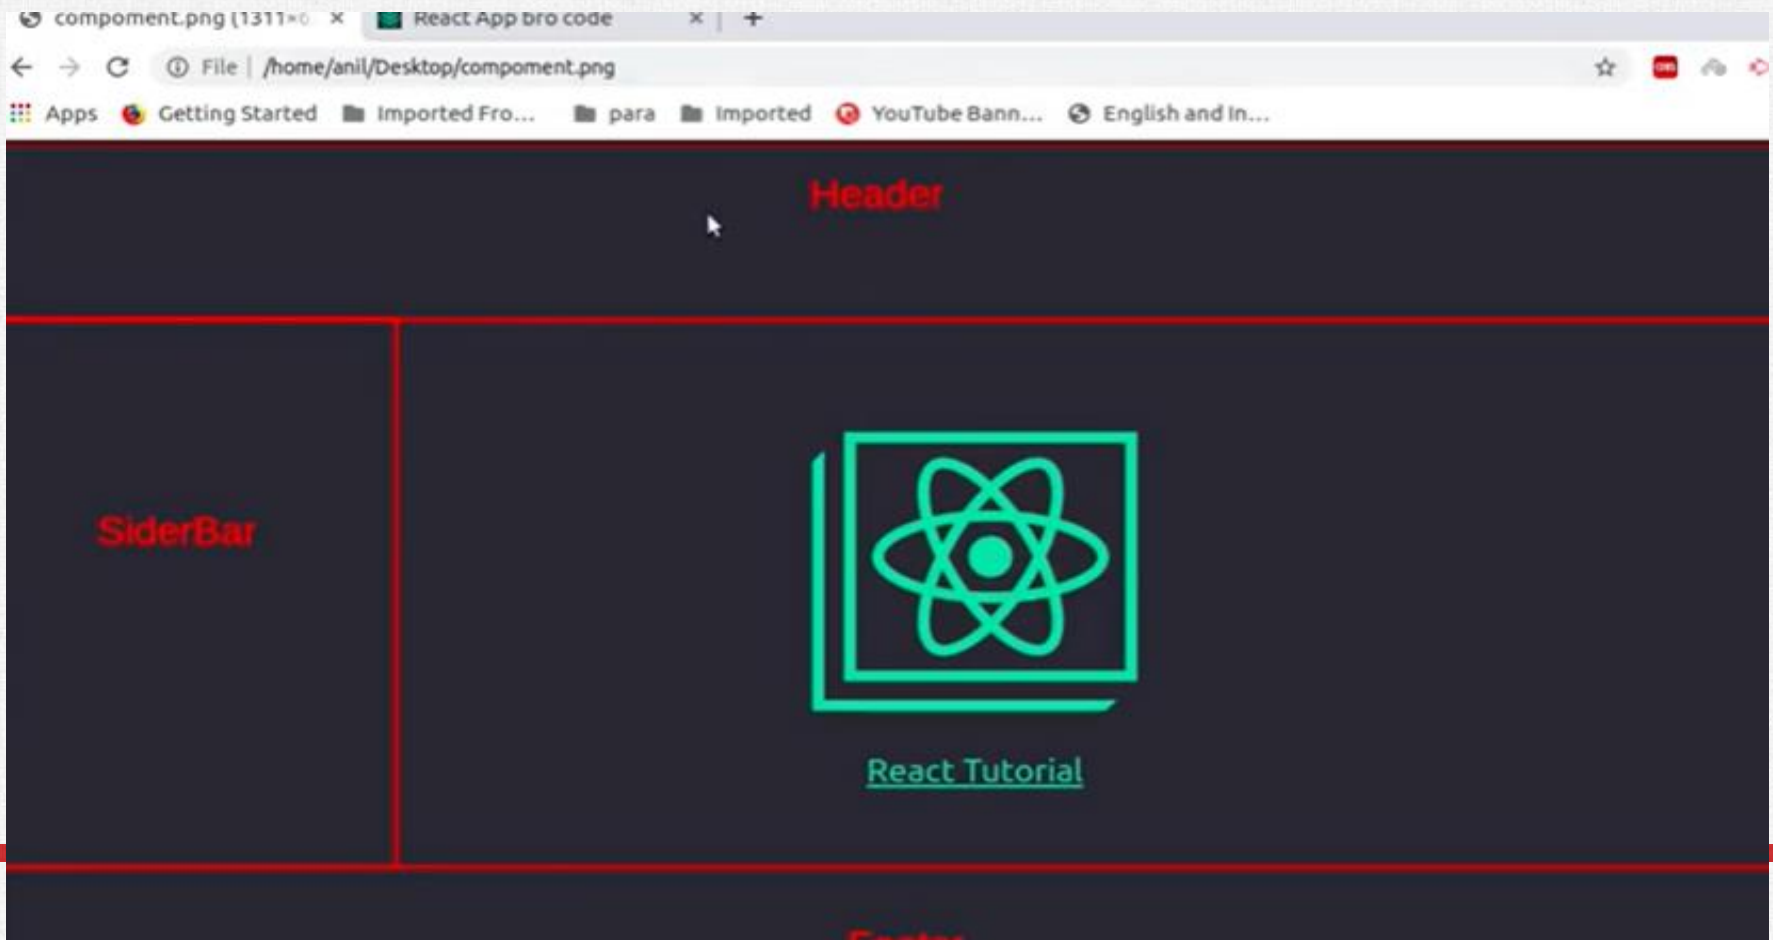 compoment.png (1311×6
React App bro code
File | /home/anil/Desktop/compoment.png
Apps Getting Started Imported Fro... para Imported YouTube Bann... English and In...
Header
SiderBar
React Tutorial